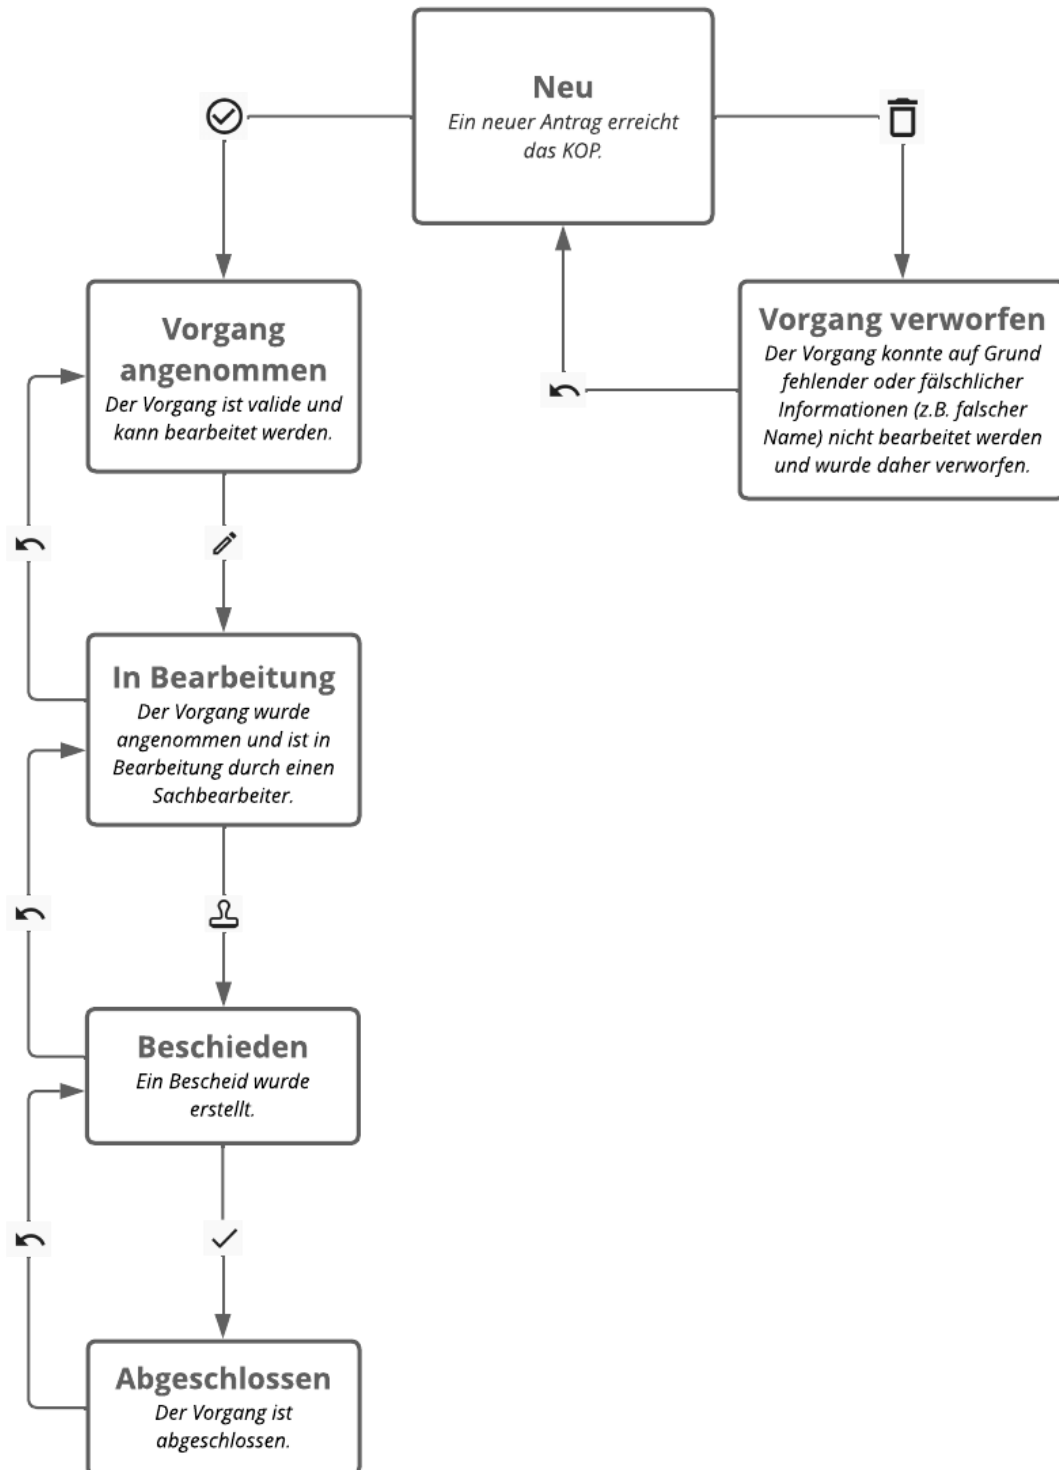 Neu
Ein neuer Antrag erreicht
das KOP.
Vorgang
angenommen
Der Vorgang ist valide und
kann bearbeitet werden.
Vorgang verworfen
Der Vorgang konnte auf Grund
fehlender oder fälschlicher
Informationen (z.B. falscher
Name) nicht bearbeitet werden
und wurde daher verworfen.
In Bearbeitung
Der Vorgang wurde
angenommen und ist in
Bearbeitung durch einen
Sachbearbeiter.
Beschieden
Ein Bescheid wurde
erstellt.
Abgeschlossen
Der Vorgang ist
abgeschlossen.